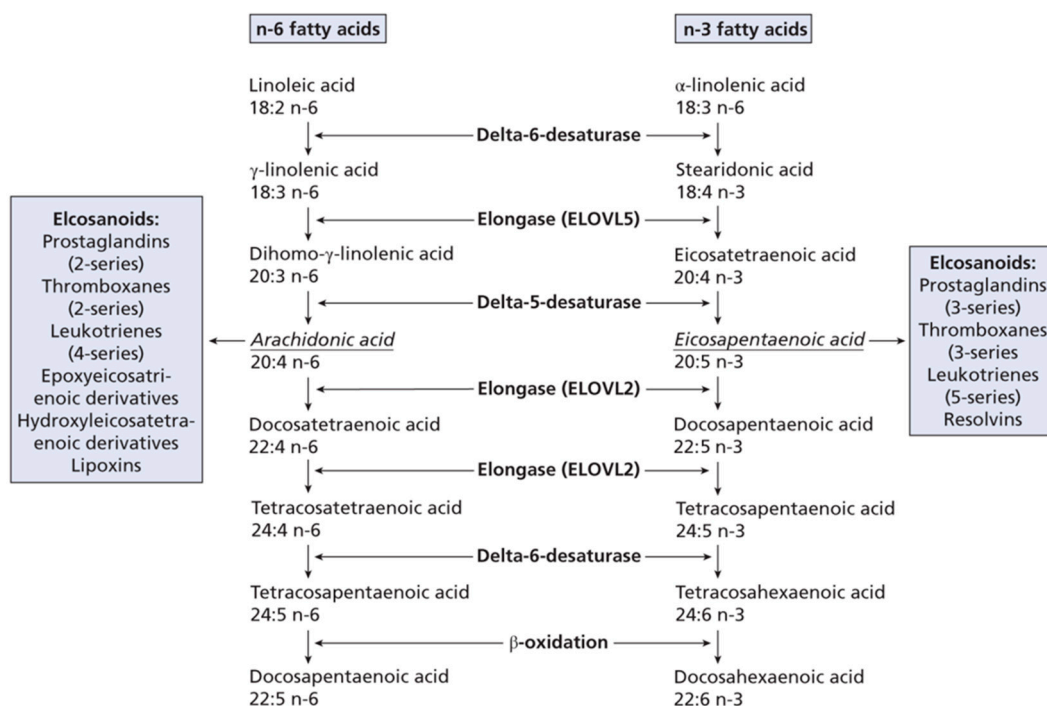 n-6 fatty acids
n-3 fatty acids
Linoleic acid
18:2 n-6
α-linolenic acid
18:3 n-6
Delta-6-desaturase
γ-linolenic acid
18:3 n-6
Stearidonic acid
18:4 n-3
Elongase (ELOVL5)
Dihomo-γ-linolenic acid
20:3 n-6
Eicosatetraenoic acid
20:4 n-3
Delta-5-desaturase
Arachidonic acid
20:4 n-6
Eicosapentaenoic acid
20:5 n-3
Elongase (ELOVL2)
Docosatetraenoic acid
22:4 n-6
Docosapentaenoic acid
22:5 n-3
Elongase (ELOVL2)
Tetracosatetraenoic acid
24:4 n-6
Tetracosapentaenoic acid
24:5 n-3
Delta-6-desaturase
Tetracosapentaenoic acid
24:5 n-6
Tetracosahexaenoic acid
24:6 n-3
β-oxidation
Docosapentaenoic acid
22:5 n-6
Docosahexaenoic acid
22:6 n-3
Elcosanoids:
Prostaglandins
(2-series)
Thromboxanes
(2-series)
Leukotrienes
(4-series)
Epoxyeicosatri-
enoic derivatives
Hydroxyleicosatetra-
enoic derivatives
Lipoxins
Elcosanoids:
Prostaglandins
(3-series)
Thromboxanes
(3-series
Leukotrienes
(5-series)
Resolvins